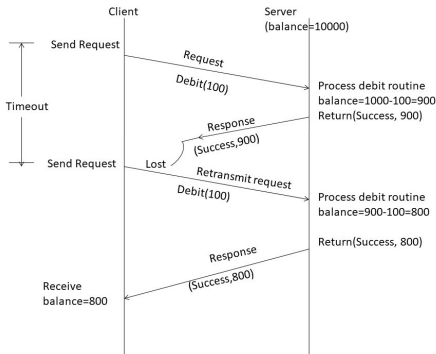 Client
Server
(balance=10000)
Send Request
Request
Debit(100)
Process debit routine
balance=1000-100=900
Timeout
Response
Return(Success, 900)
(Success,900)
Lost
Send Request
Retransmit request
Debit(100)
Process debit routine
balance=900-100=800
Return(Success, 800)
Response
(Success,800)
Receive
balance=800